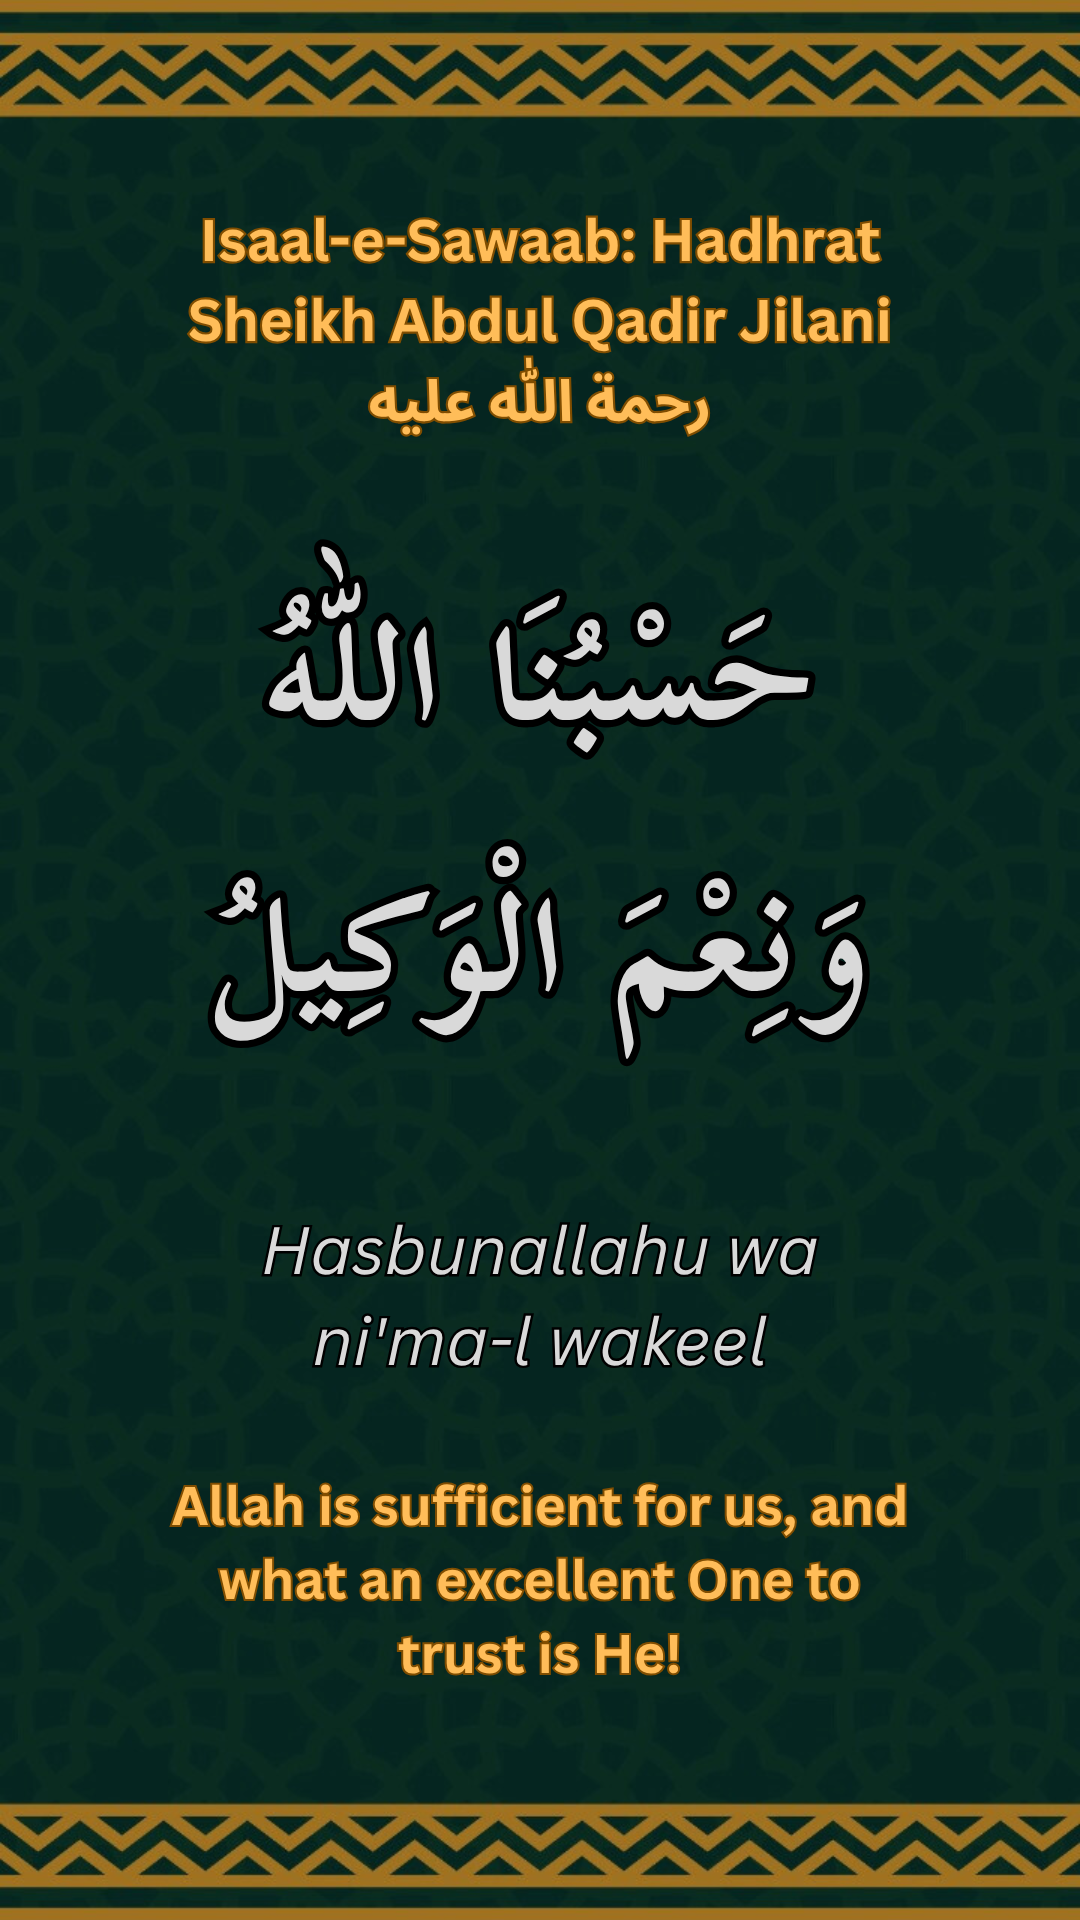 Isaal-e-Sawaab: Hadhrat
Sheikh Abdul Qadir Jilani
رحمة الله عليه
حَسْبُنَا اللّٰهُ
وَنِعْمَ الْوَكِيلُ
Hasbunallahu wa
ni'ma-l wakeel
Allah is sufficient for us, and
what an excellent One to
trust is He!